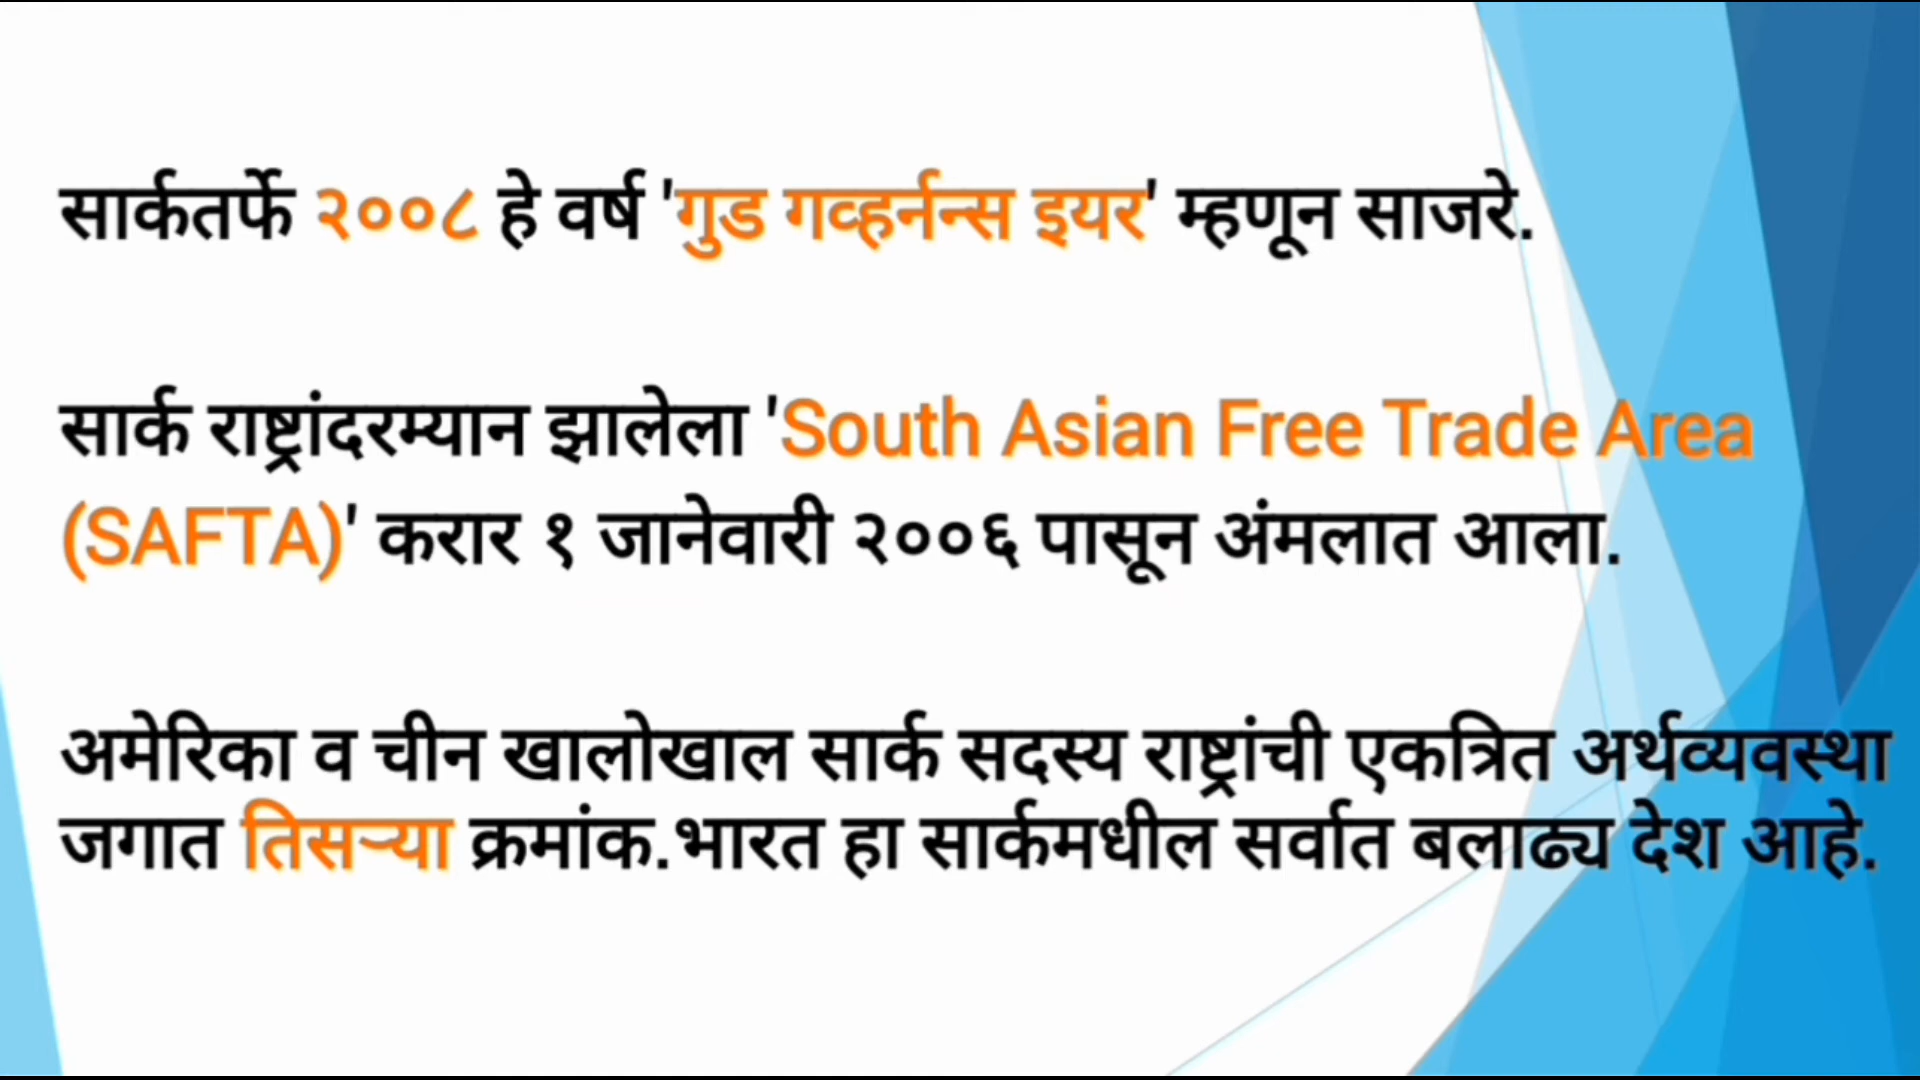 सार्कतर्फे २००८ हे वर्ष 'गुड गव्हर्नन्स इयर' म्हणून साजरे.
सार्क राष्ट्रांदरम्यान झालेला 'South Asian Free Trade Area
(SAFTA)' करार १ जानेवारी २००६ पासून अंमलात आला.
अमेरिका व चीन खालोखाल सार्क सदस्य राष्ट्रांची एकत्रित अर्थव्यवस्था
जगात तिसऱ्या क्रमांक.भारत हा सार्कमधील सर्वात बलाढ्य देश आहे.